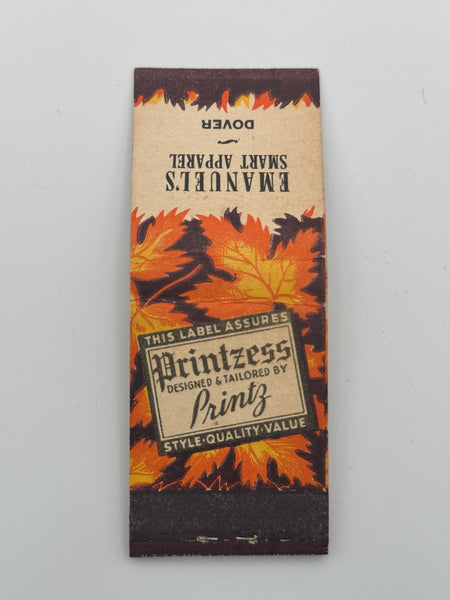 EMANUEL'S
SMART APPAREL
~
DOVER
THIS LABEL ASSURES
Printzess
DESIGNED & TAILORED BY
Printz
STYLE·QUALITY·VALUE